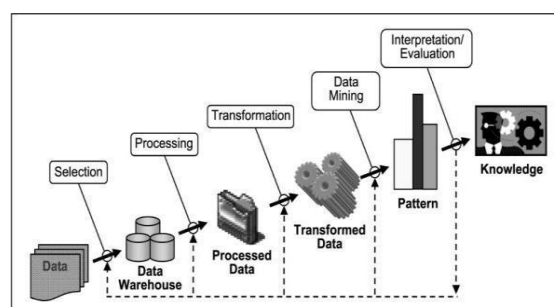 Interpretation/
Evaluation
Data
Mining
Transformation
Processing
Selection
Knowledge
Pattern
Transformed
Data
Processed
Data
Data
Warehouse
Data